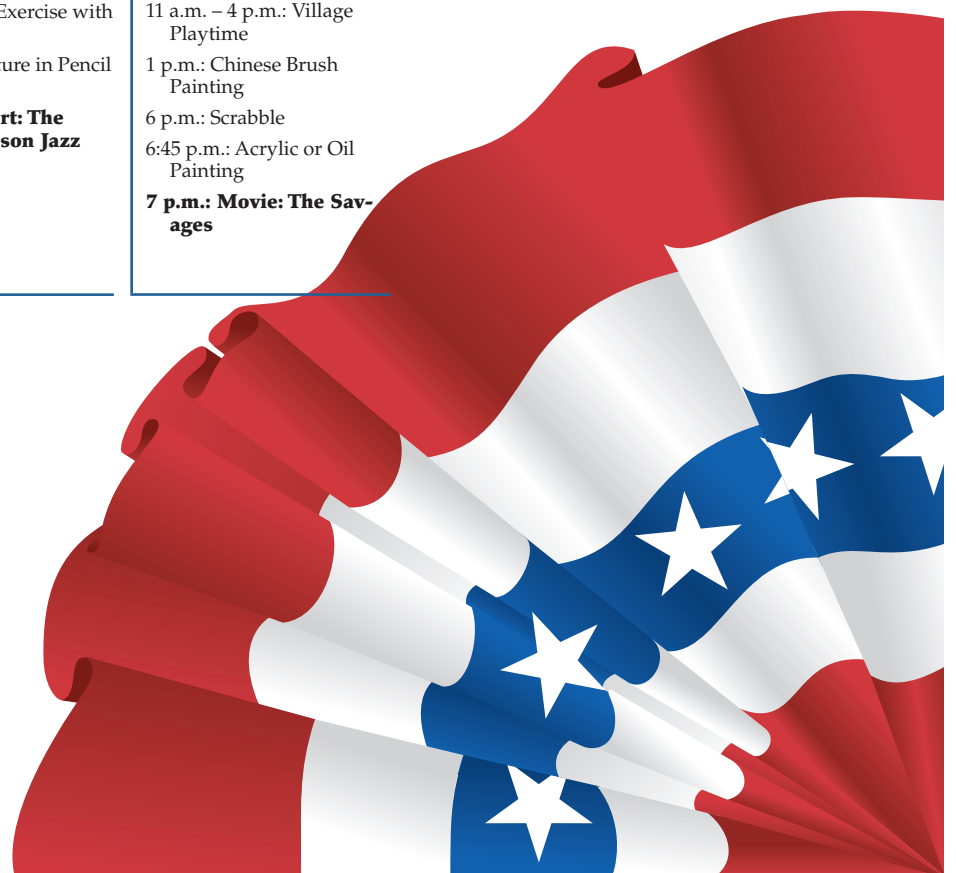 Exercise with
ture in Pencil
rt: The
son Jazz
11 a.m. – 4 p.m.: Village
Playtime
1 p.m.: Chinese Brush
Painting
6 p.m.: Scrabble
6:45 p.m.: Acrylic or Oil
Painting
7 p.m.: Movie: The Sav-
ages